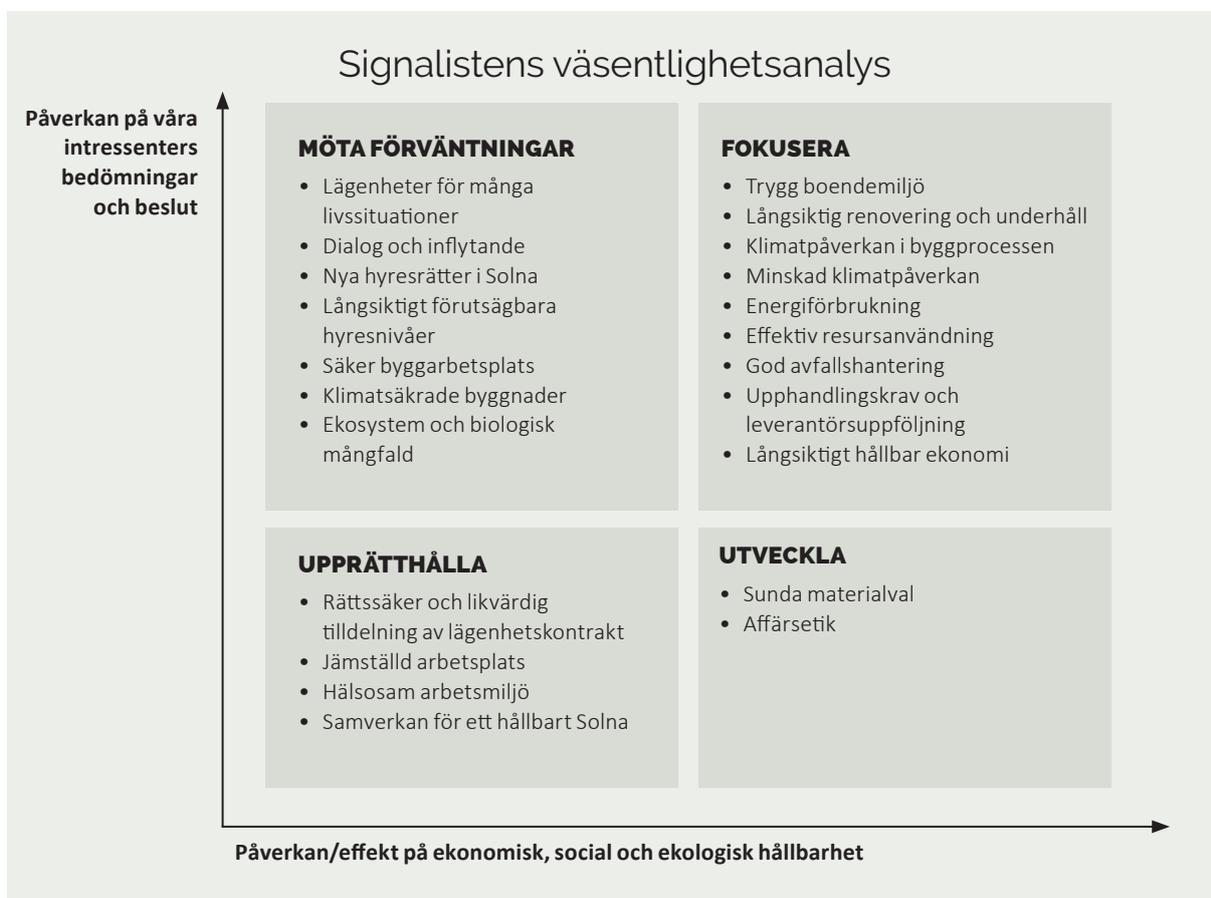 Signalistens väsentlighetsanalys
Påverkan på våra
intressenters
bedömningar
och beslut
MÖTA FÖRVÄNTNINGAR
• Lägenheter för många
livssituationer
• Dialog och inflytande
• Nya hyresrätter i Solna
• Långsiktigt förutsägbara
hyresnivåer
• Säker byggarbetsplats
• Klimatsäkrade byggnader
• Ekosystem och biologisk
mångfald
FOKUSERA
• Trygg boendemiljö
• Långsiktig renovering och underhåll
• Klimatpåverkan i byggprocessen
• Minskad klimatpåverkan
• Energiförbrukning
• Effektiv resursanvändning
• God avfallshantering
• Upphandlingskrav och
leverantörsuppföljning
• Långsiktigt hållbar ekonomi
UPPRÄTTHÅLLA
• Rättssäker och likvärdig
tilldelning av lägenhetskontrakt
• Jämställd arbetsplats
• Hälsosam arbetsmiljö
• Samverkan för ett hållbart Solna
UTVECKLA
• Sunda materialval
• Affärsetik
Påverkan/effekt på ekonomisk, social och ekologisk hållbarhet